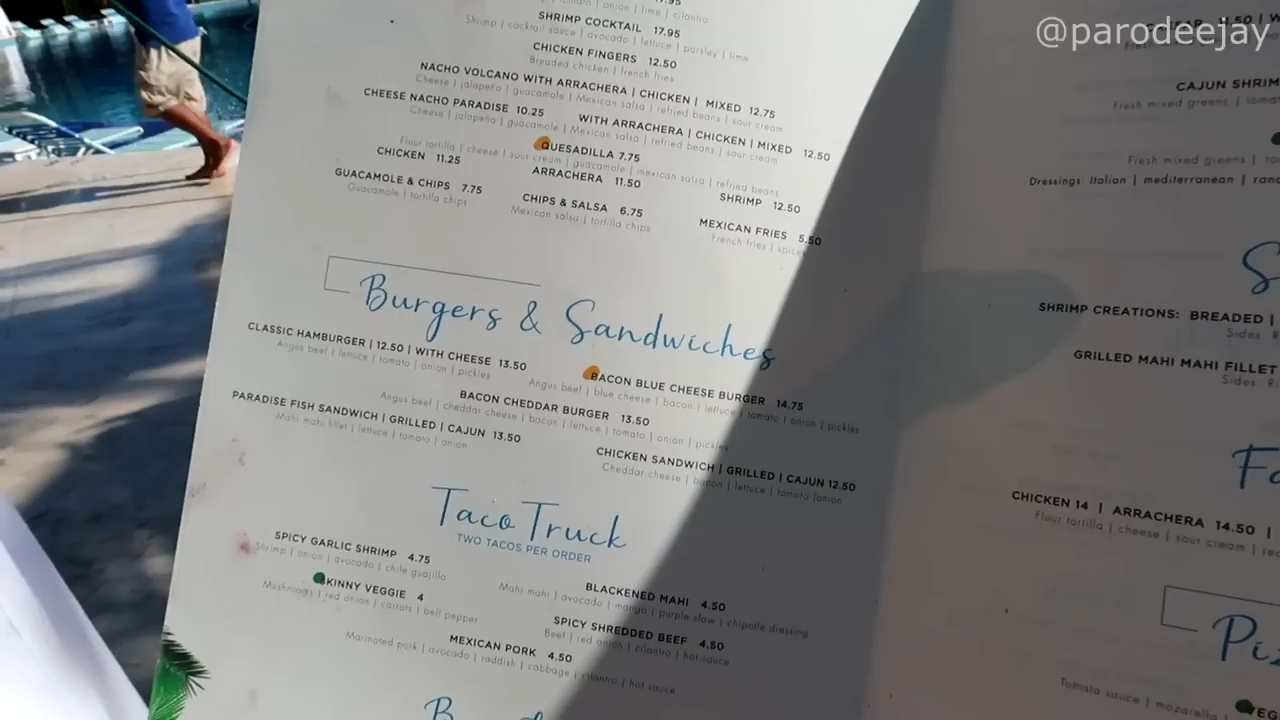 @parodeejay
17.95
tomato | onion | lime | cilantro
SHRIMP COCKTAIL 17.95
Shrimp | cocktail sauce | avocado | lettuce | parsley | lime
CHICKEN FINGERS 12.50
Breaded chicken | french fries
NACHO VOLCANO WITH ARRACHERA | CHICKEN | MIXED 12.75
Cheese | jalapeño | guacamole | Mexican salsa | refried beans | sour cream
CHEESE NACHO PARADISE 10.25 WITH ARRACHERA | CHICKEN | MIXED 12.50
Cheese | jalapeño | guacamole | Mexican salsa | refried beans | sour cream
QUESADILLA 7.75
Flour tortilla | cheese | sour cream | guacamole | mexican salsa | refried beans
CHICKEN 11.25 ARRACHERA 11.50 SHRIMP 12.50
GUACAMOLE & CHIPS 7.75
Guacamole | tortilla chips
CHIPS & SALSA 6.75
Mexican salsa | tortilla chips
MEXICAN FRIES 5.50
French fries | spices
Burgers & Sandwiches
CLASSIC HAMBURGER | 12.50 | WITH CHEESE 13.50
Angus beef | lettuce | tomato | onion | pickles
BACON BLUE CHEESE BURGER 14.75
Angus beef | blue cheese | bacon | lettuce | tomato | onion | pickles
BACON CHEDDAR BURGER 13.50
Angus beef | cheddar cheese | bacon | lettuce | tomato | onion | pickles
PARADISE FISH SANDWICH | GRILLED | CAJUN 13.50
Mahi mahi fillet | lettuce | tomato | onion
CHICKEN SANDWICH | GRILLED | CAJUN 12.50
Cheddar cheese | bacon | lettuce | tomato |onion
Taco Truck
TWO TACOS PER ORDER
SPICY GARLIC SHRIMP 4.75
Shrimp | onion | avocado | chile guajillo
BLACKENED MAHI 4.50
Mahi mahi | avocado | mango | purple slaw | chipotle dressing
SKINNY VEGGIE 4
Mushrooms | red onion | carrots | bell pepper
SPICY SHREDDED BEEF 4.50
Beef | red onion | cilantro | hot sauce
MEXICAN PORK 4.50
Marinated pork | avocado | raddish | cabbage | cilantro | hot sauce
CAJUN SHRIM
Fresh mixed greens | toma
Fresh mixed greens |
Dressings: Italian | mediterranean | ranc
SHRIMP CREATIONS: BREADED |
Sides:
GRILLED MAHI MAHI FILLET
Sides:
CHICKEN 14 | ARRACHERA 14.50 |
Flour tortilla | cheese | sour cream |
Piz
Tomato sauce | mozarella |